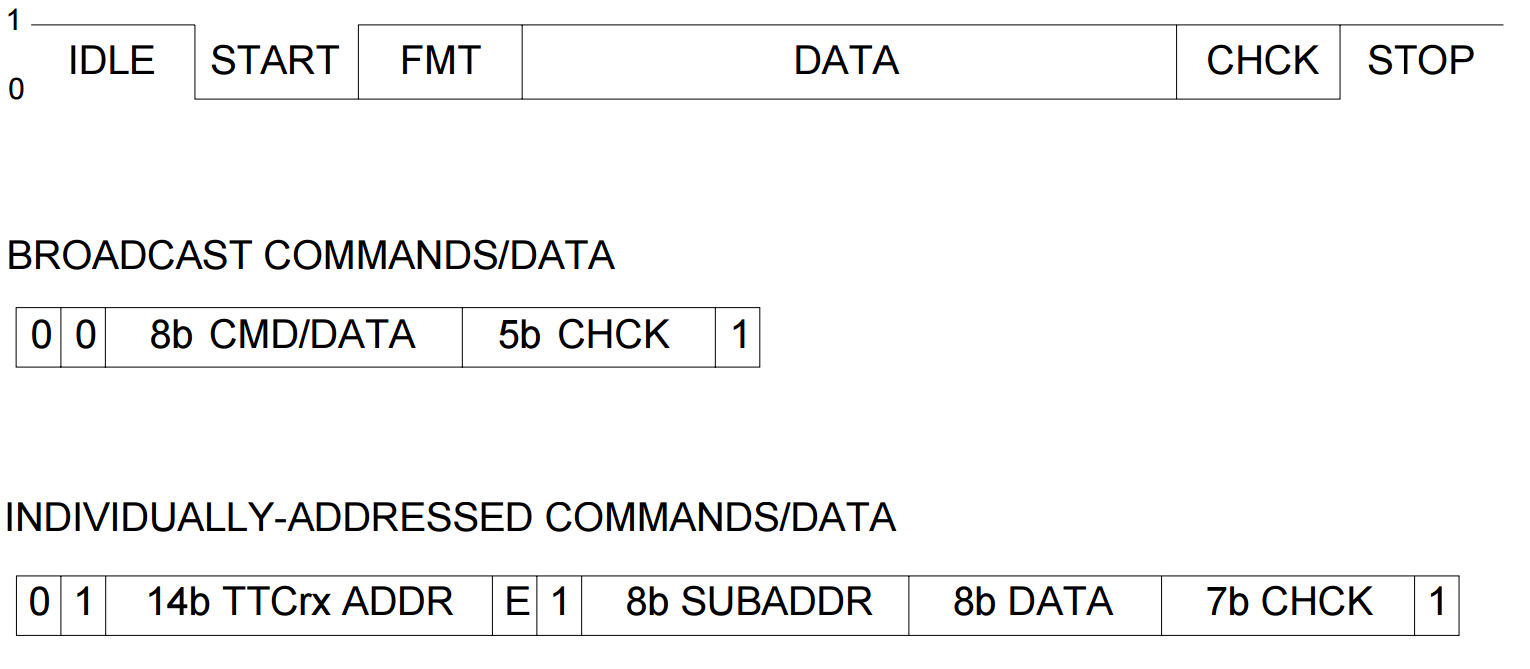 1
IDLE START FMT DATA CHCK STOP
0
BROADCAST COMMANDS/DATA
0 0 8b CMD/DATA 5b CHCK 1
INDIVIDUALLY-ADDRESSED COMMANDS/DATA
0 1 14b TTCrx ADDR E 1 8b SUBADDR 8b DATA 7b CHCK 1